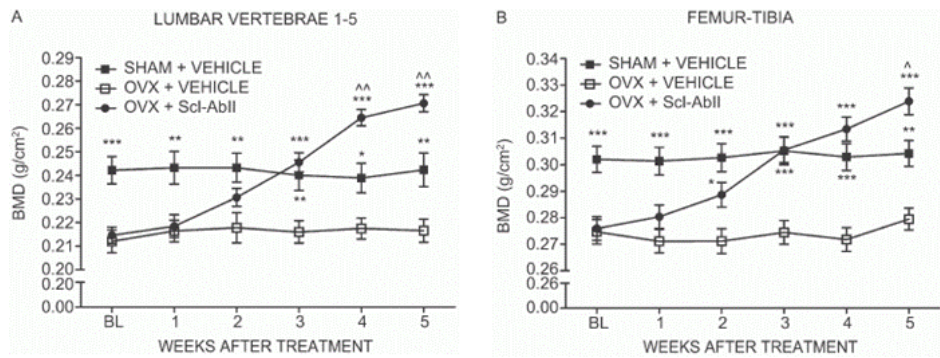 A
LUMBAR VERTEBRAE 1-5
0.29
0.28
0.27
0.26
0.25
0.24
0.23
0.22
0.21
0.20
0.20
0.00
BMD (g/cm²)
SHAM + VEHICLE
OVX + VEHICLE
OVX + Scl-AbII
^^ ^^
*** ***
*** ** ** *** * **
**
BL 1 2 3 4 5
WEEKS AFTER TREATMENT
B
FEMUR-TIBIA
0.34
0.33
0.32
0.31
0.30
0.29
0.28
0.27
0.26
0.26
0.00
BMD (g/cm²)
SHAM + VEHICLE
OVX + VEHICLE
OVX + Scl-AbII
^
***
*** *** *** *** *** **
* *** ***
BL 1 2 3 4 5
WEEKS AFTER TREATMENT